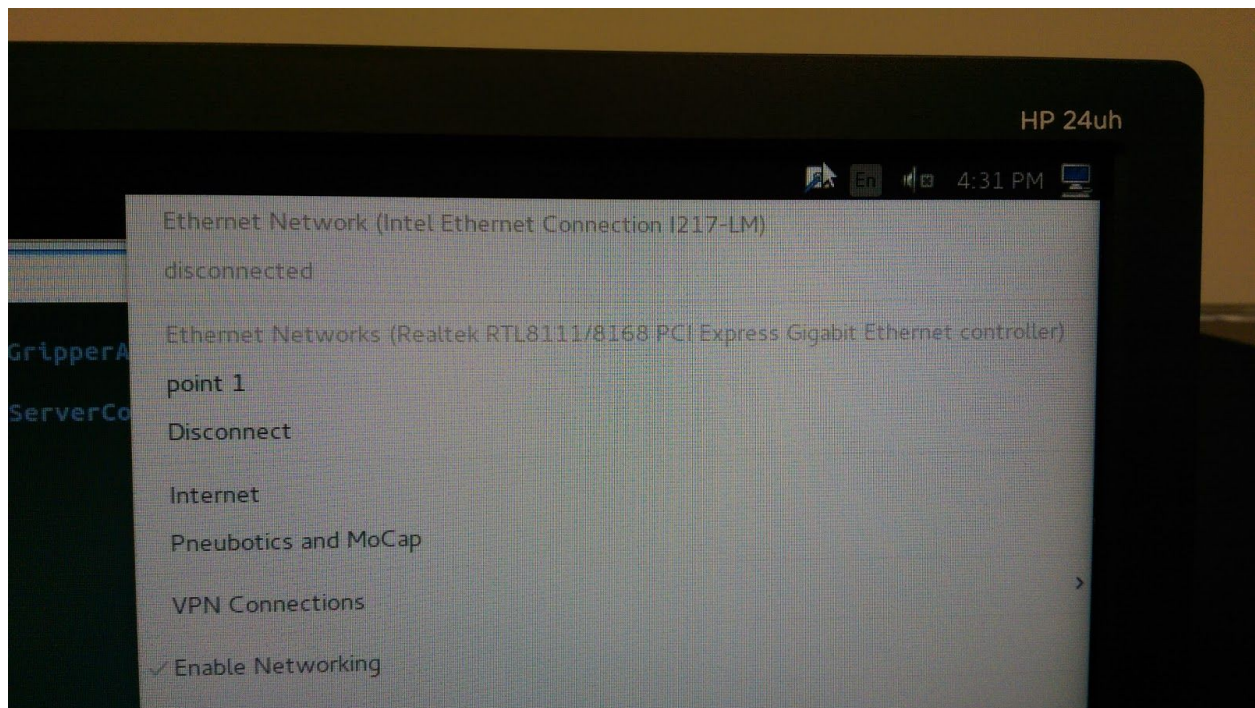 HP 24uh
En 4:31 PM
Ethernet Network (Intel Ethernet Connection I217-LM)
disconnected
Ethernet Networks (Realtek RTL8111/8168 PCI Express Gigabit Ethernet controller)
GripperA
point 1
ServerCo
Disconnect
Internet
Pneubotics and MoCap
VPN Connections
Enable Networking